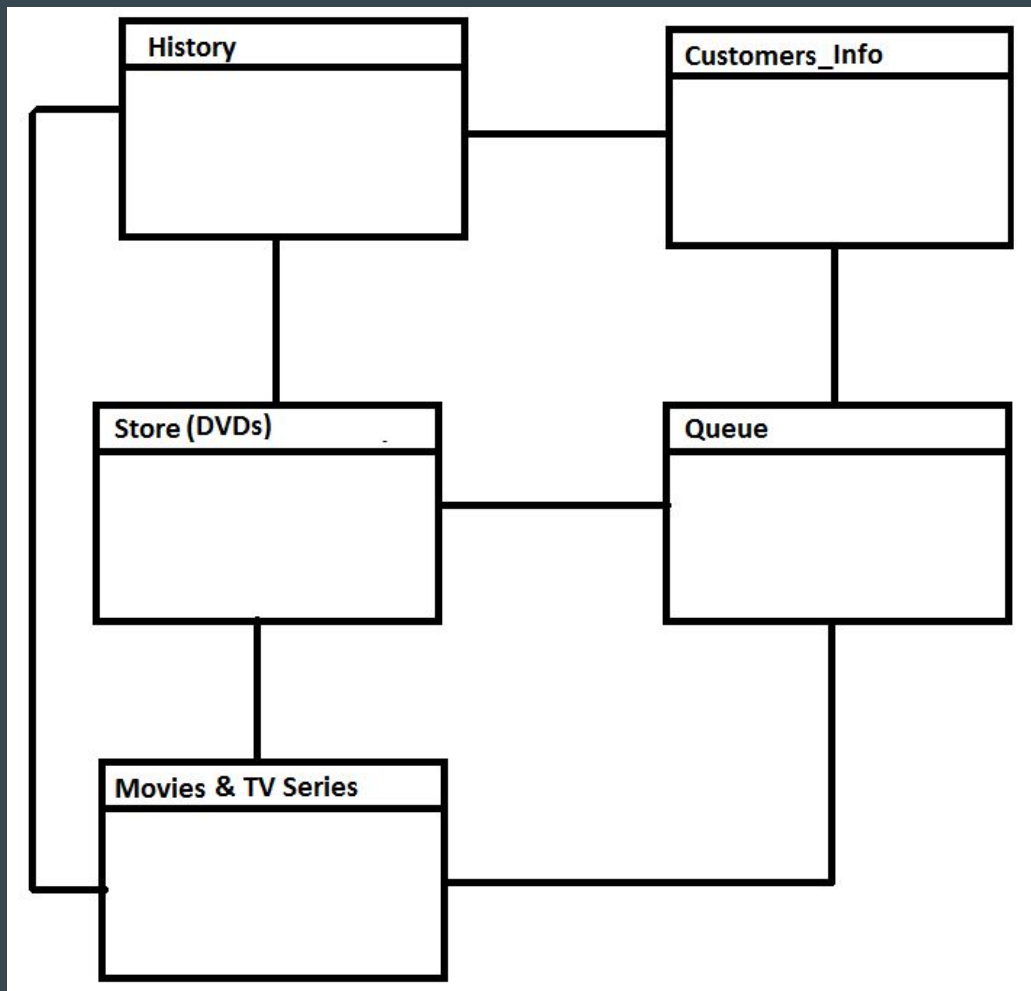 History
Customers_Info
Store (DVDs)
Queue
Movies & TV Series